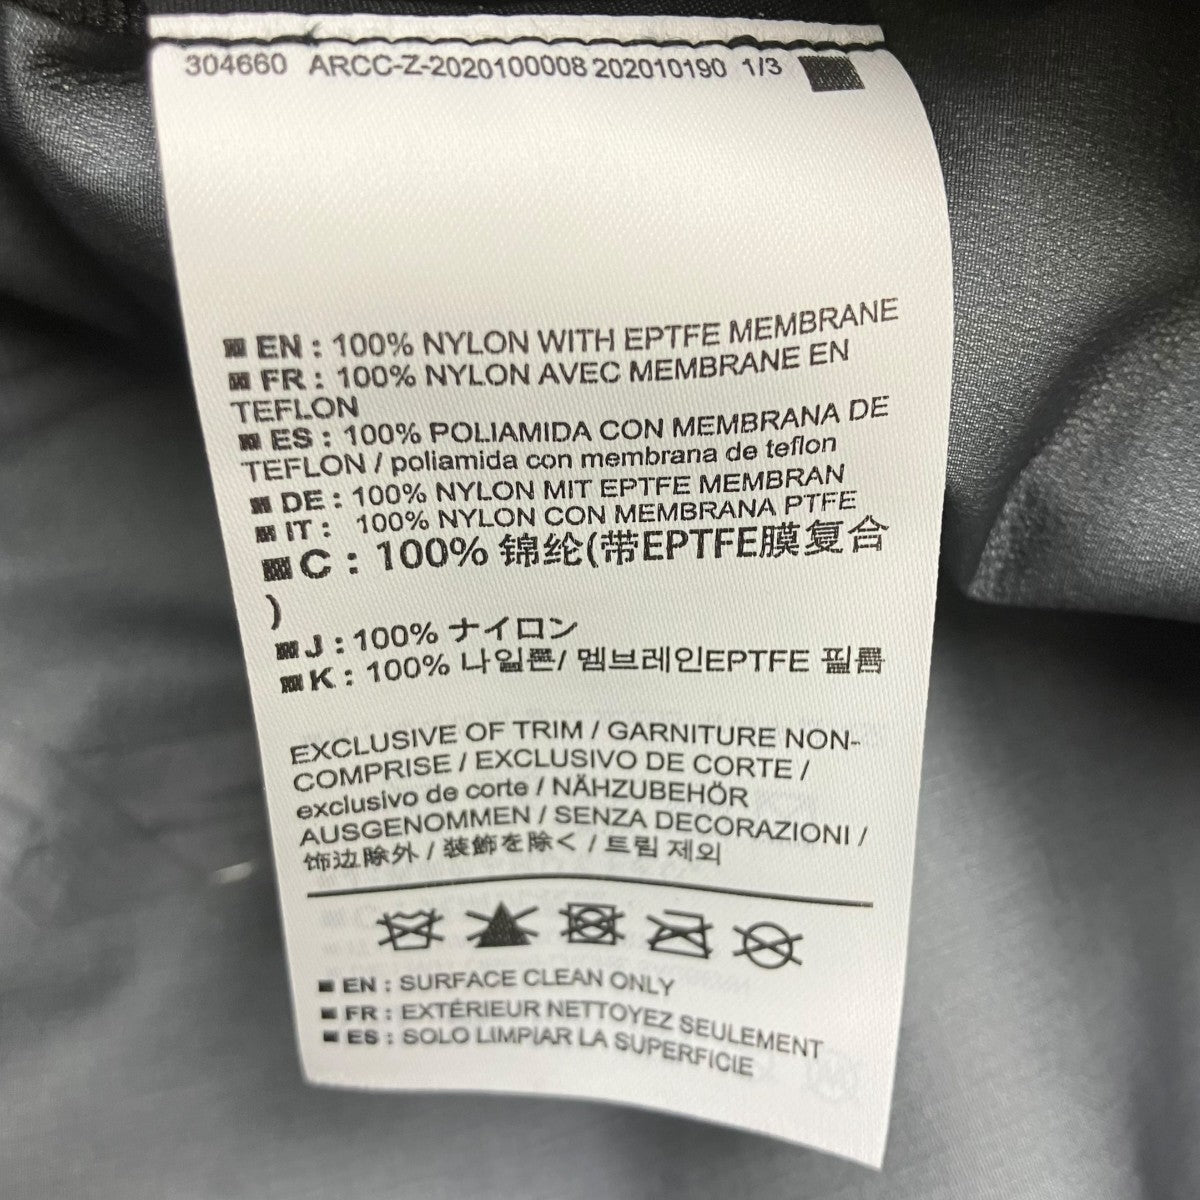 304660 ARCC-Z-2020100008 202010190 1/3
EN : 100% NYLON WITH EPTFE MEMBRANE
FR : 100% NYLON AVEC MEMBRANE EN
TEFLON
ES : 100% POLIAMIDA CON MEMBRANA DE
TEFLON / poliamida con membrana de teflon
DE : 100% NYLON MIT EPTFE MEMBRAN
IT : 100% NYLON CON MEMBRANA PTFE
C : 100% 锦纶(带EPTFE膜复合
)
J : 100% ナイロン
K : 100% 나일론/ 멤브레인EPTFE 필름
EXCLUSIVE OF TRIM / GARNITURE NON-
COMPRISE / EXCLUSIVO DE CORTE /
exclusivo de corte / NÄHZUBEHÖR
AUSGENOMMEN / SENZA DECORAZIONI /
饰边除外 / 装飾を除く / 트림 제외
EN : SURFACE CLEAN ONLY
FR : EXTÉRIEUR NETTOYEZ SEULEMENT
ES : SOLO LIMPIAR LA SUPERFICIE